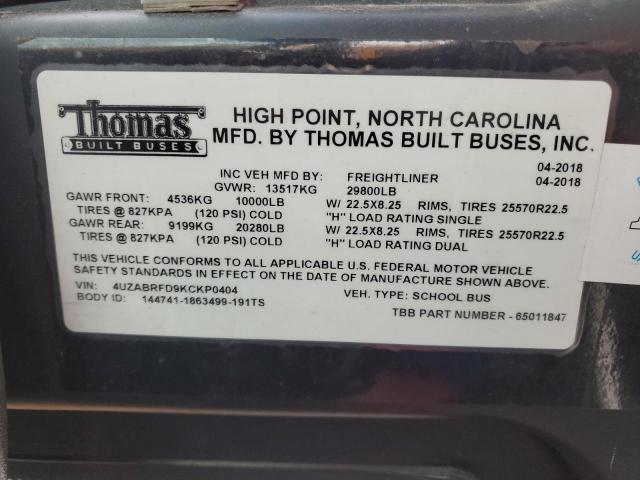 Thomas
BUILT BUSES
HIGH POINT, NORTH CAROLINA
MFD. BY THOMAS BUILT BUSES, INC.
04-2018
INC VEH MFD BY: FREIGHTLINER 04-2018
GVWR: 13517KG 29800LB
GAWR FRONT: 4536KG 10000LB W/ 22.5X8.25 RIMS, TIRES 25570R22.5
TIRES @ 827KPA (120 PSI) COLD "H" LOAD RATING SINGLE
GAWR REAR: 9199KG 20280LB W/ 22.5X8.25 RIMS, TIRES 25570R22.5
TIRES @ 827KPA (120 PSI) COLD "H" LOAD RATING DUAL
THIS VEHICLE CONFORMS TO ALL APPLICABLE U.S. FEDERAL MOTOR VEHICLE
SAFETY STANDARDS IN EFFECT ON THE DATE OF MANUFACTURE SHOWN ABOVE.
VIN: 4UZABRFD9KCKP0404 VEH. TYPE: SCHOOL BUS
BODY ID: 144741-1863499-191TS
TBB PART NUMBER - 65011847